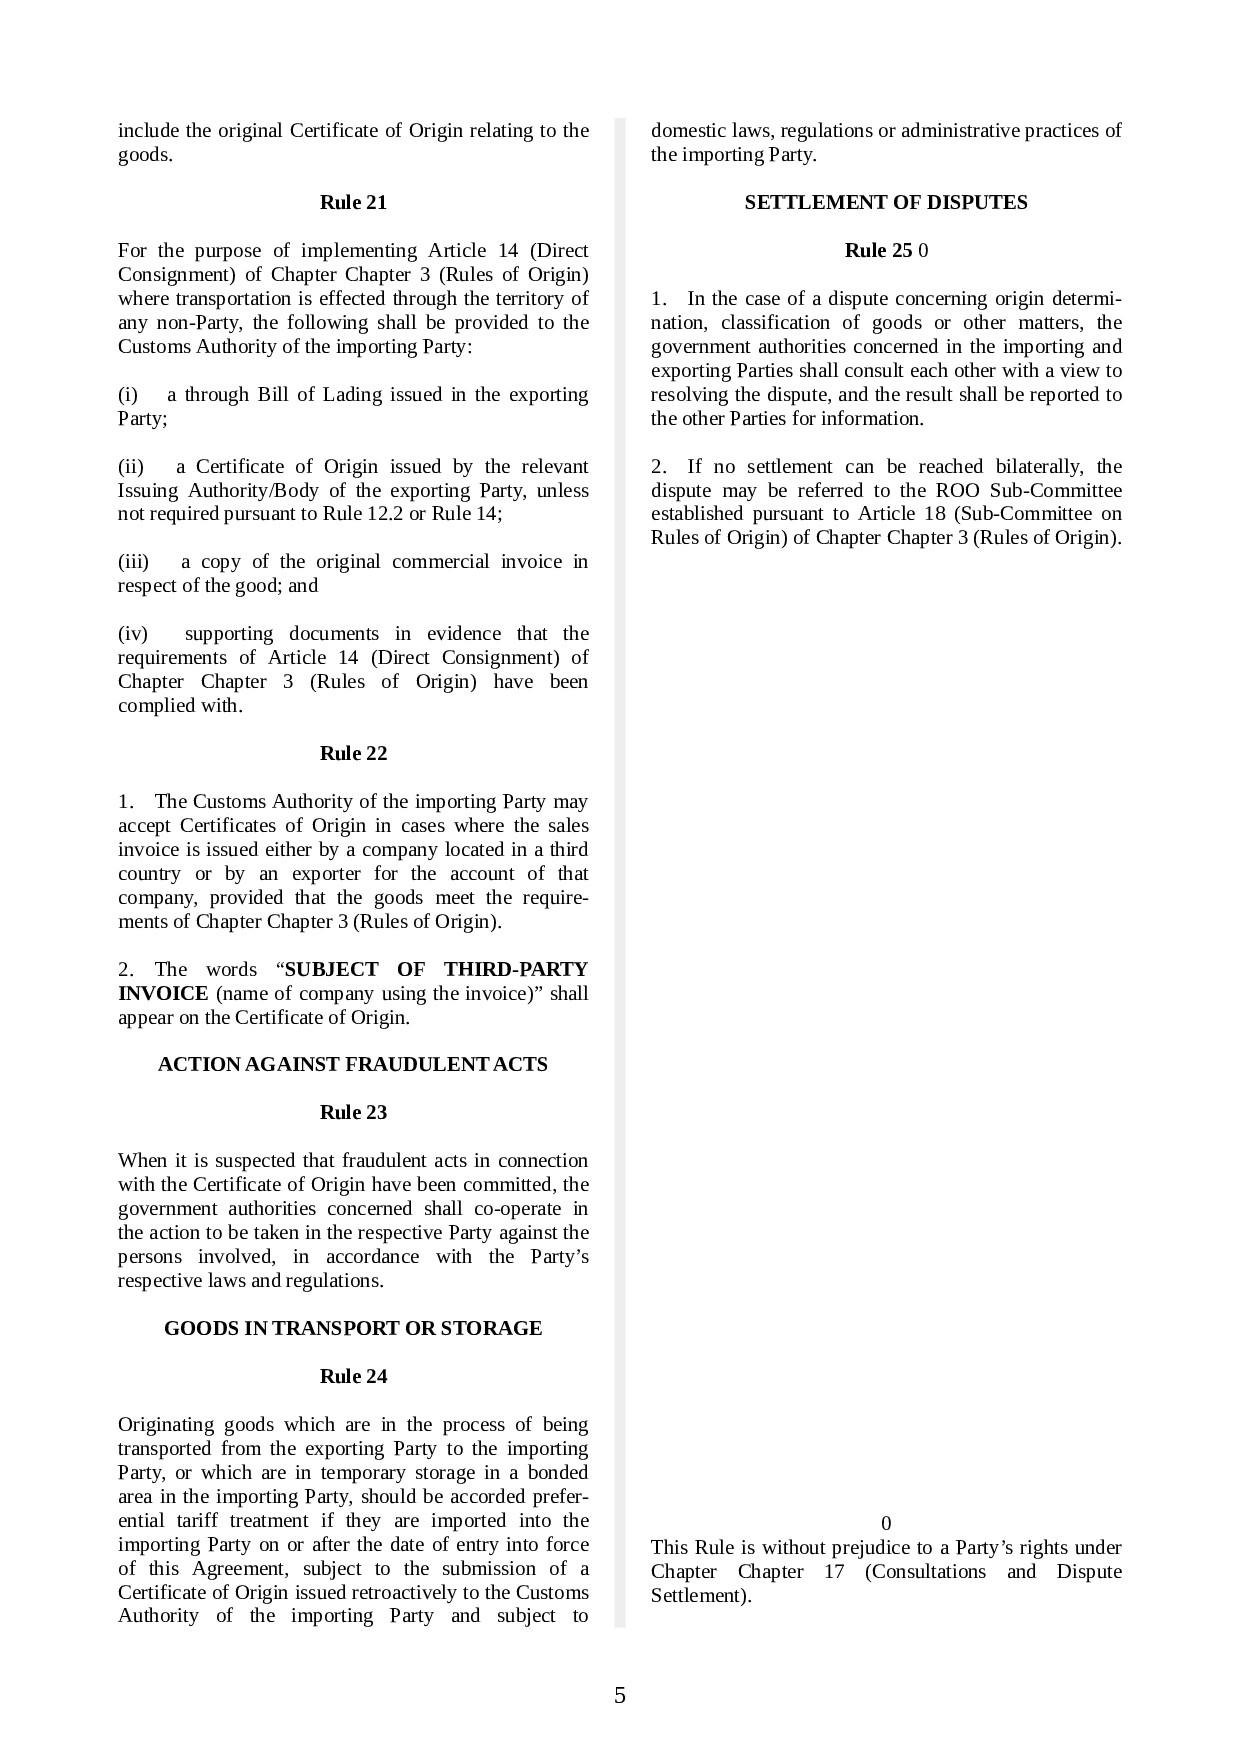 include the original Certificate of Origin relating to the
goods.
Rule 21
For the purpose of implementing Article 14 (Direct
Consignment) of Chapter Chapter 3 (Rules of Origin)
where transportation is effected through the territory of
any non-Party, the following shall be provided to the
Customs Authority of the importing Party:
(i) a through Bill of Lading issued in the exporting
Party;
(ii) a Certificate of Origin issued by the relevant
Issuing Authority/Body of the exporting Party, unless
not required pursuant to Rule 12.2 or Rule 14;
(iii) a copy of the original commercial invoice in
respect of the good; and
(iv) supporting documents in evidence that the
requirements of Article 14 (Direct Consignment) of
Chapter Chapter 3 (Rules of Origin) have been
complied with.
Rule 22
1. The Customs Authority of the importing Party may
accept Certificates of Origin in cases where the sales
invoice is issued either by a company located in a third
country or by an exporter for the account of that
company, provided that the goods meet the require-
ments of Chapter Chapter 3 (Rules of Origin).
2. The words “SUBJECT OF THIRD-PARTY
INVOICE (name of company using the invoice)” shall
appear on the Certificate of Origin.
ACTION AGAINST FRAUDULENT ACTS
Rule 23
When it is suspected that fraudulent acts in connection
with the Certificate of Origin have been committed, the
government authorities concerned shall co-operate in
the action to be taken in the respective Party against the
persons involved, in accordance with the Party’s
respective laws and regulations.
GOODS IN TRANSPORT OR STORAGE
Rule 24
Originating goods which are in the process of being
transported from the exporting Party to the importing
Party, or which are in temporary storage in a bonded
area in the importing Party, should be accorded prefer-
ential tariff treatment if they are imported into the
importing Party on or after the date of entry into force
of this Agreement, subject to the submission of a
Certificate of Origin issued retroactively to the Customs
Authority of the importing Party and subject to
domestic laws, regulations or administrative practices of
the importing Party.
SETTLEMENT OF DISPUTES
Rule 25 0
1. In the case of a dispute concerning origin determi-
nation, classification of goods or other matters, the
government authorities concerned in the importing and
exporting Parties shall consult each other with a view to
resolving the dispute, and the result shall be reported to
the other Parties for information.
2. If no settlement can be reached bilaterally, the
dispute may be referred to the ROO Sub-Committee
established pursuant to Article 18 (Sub-Committee on
Rules of Origin) of Chapter Chapter 3 (Rules of Origin).
0
This Rule is without prejudice to a Party’s rights under
Chapter Chapter 17 (Consultations and Dispute
Settlement).
5